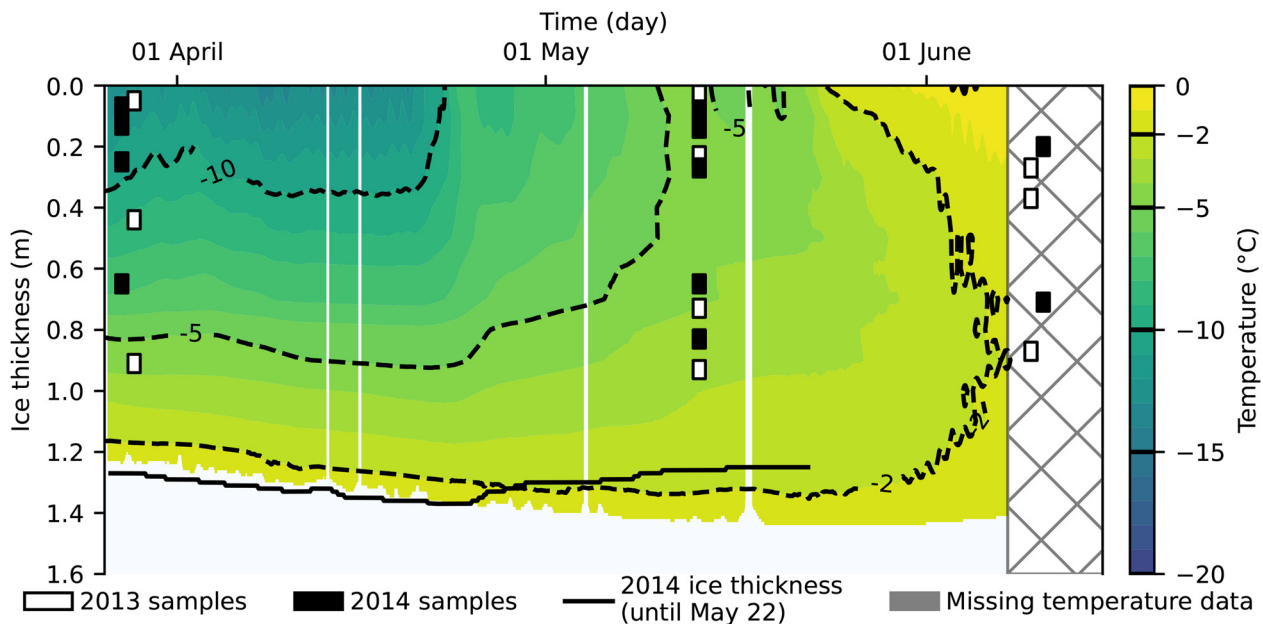 Time (day)
01 April 01 May 01 June
Ice thickness (m)
0.0
0.2
0.4
0.6
0.8
1.0
1.2
1.4
1.6
-10
-5
-5
-2
-2
0
−2
−5
−10
−15
−20
Temperature (°C)
2013 samples
2014 samples
2014 ice thickness
(until May 22)
Missing temperature data